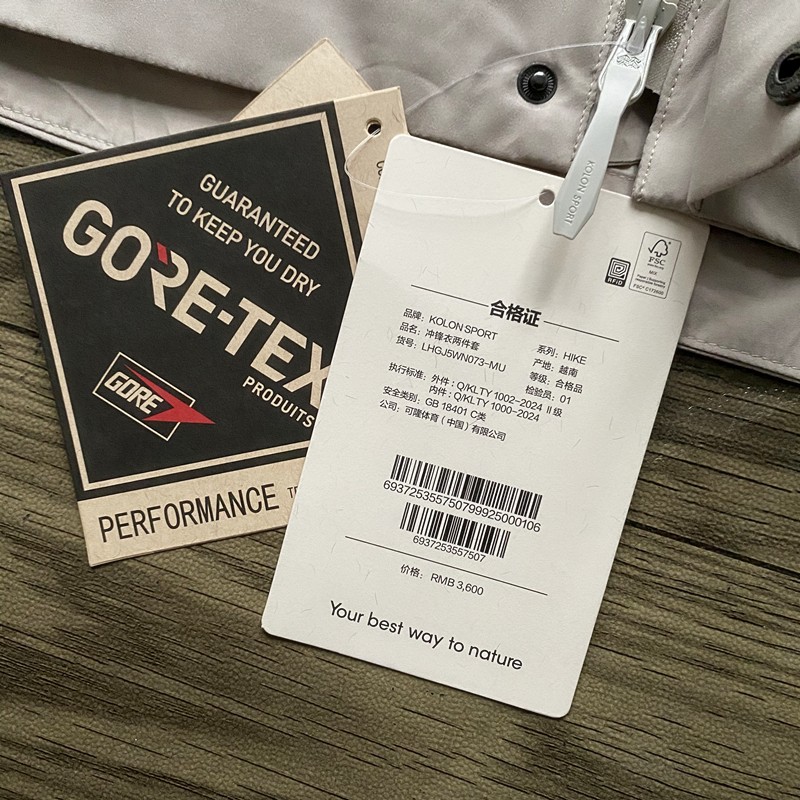 GUARANTEED
TO KEEP YOU DRY
GORE-TEX
PRODUITS
GORE
PERFORMANCE
KOLON SPORT
RFID
FSC
MIX
合格证
品牌：KOLON SPORT
品名：冲锋衣两件套
货号：LHGJ5WN073-MU
系列：HIKE
产地：越南
等级：合格品
检验员：01
执行标准：外件：Q/KLTY 1002-2024 II级
内件：Q/KLTY 1000-2024
安全类别：GB 18401 C类
公司：可隆体育（中国）有限公司
693725355750799925000106
6937253557507
价格：RMB 3,600
Your best way to nature